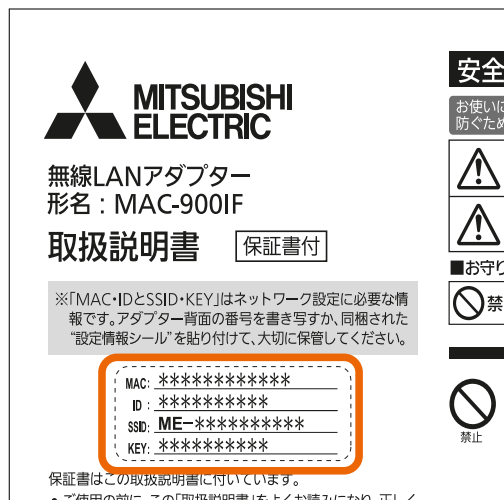 MITSUBISHI
ELECTRIC
無線LANアダプター
形名：MAC-900IF
取扱説明書 保証書付
※「MAC・IDとSSID・KEY」はネットワーク設定に必要な情
報です。アダプター背面の番号を書き写すか、同梱された
“設定情報シール”を貼り付けて、大切に保管してください。
MAC: ************
ID : **********
SSID: ME-**********
KEY: **********
保証書はこの取扱説明書に付いています。
安全
お使いに
防ぐため
■お守り
禁
禁止